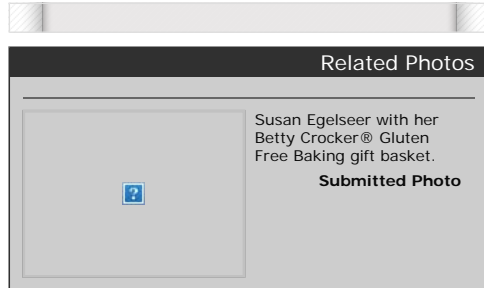 Related Photos
Susan Egelseer with her
Betty Crocker® Gluten
Free Baking gift basket.
Submitted Photo